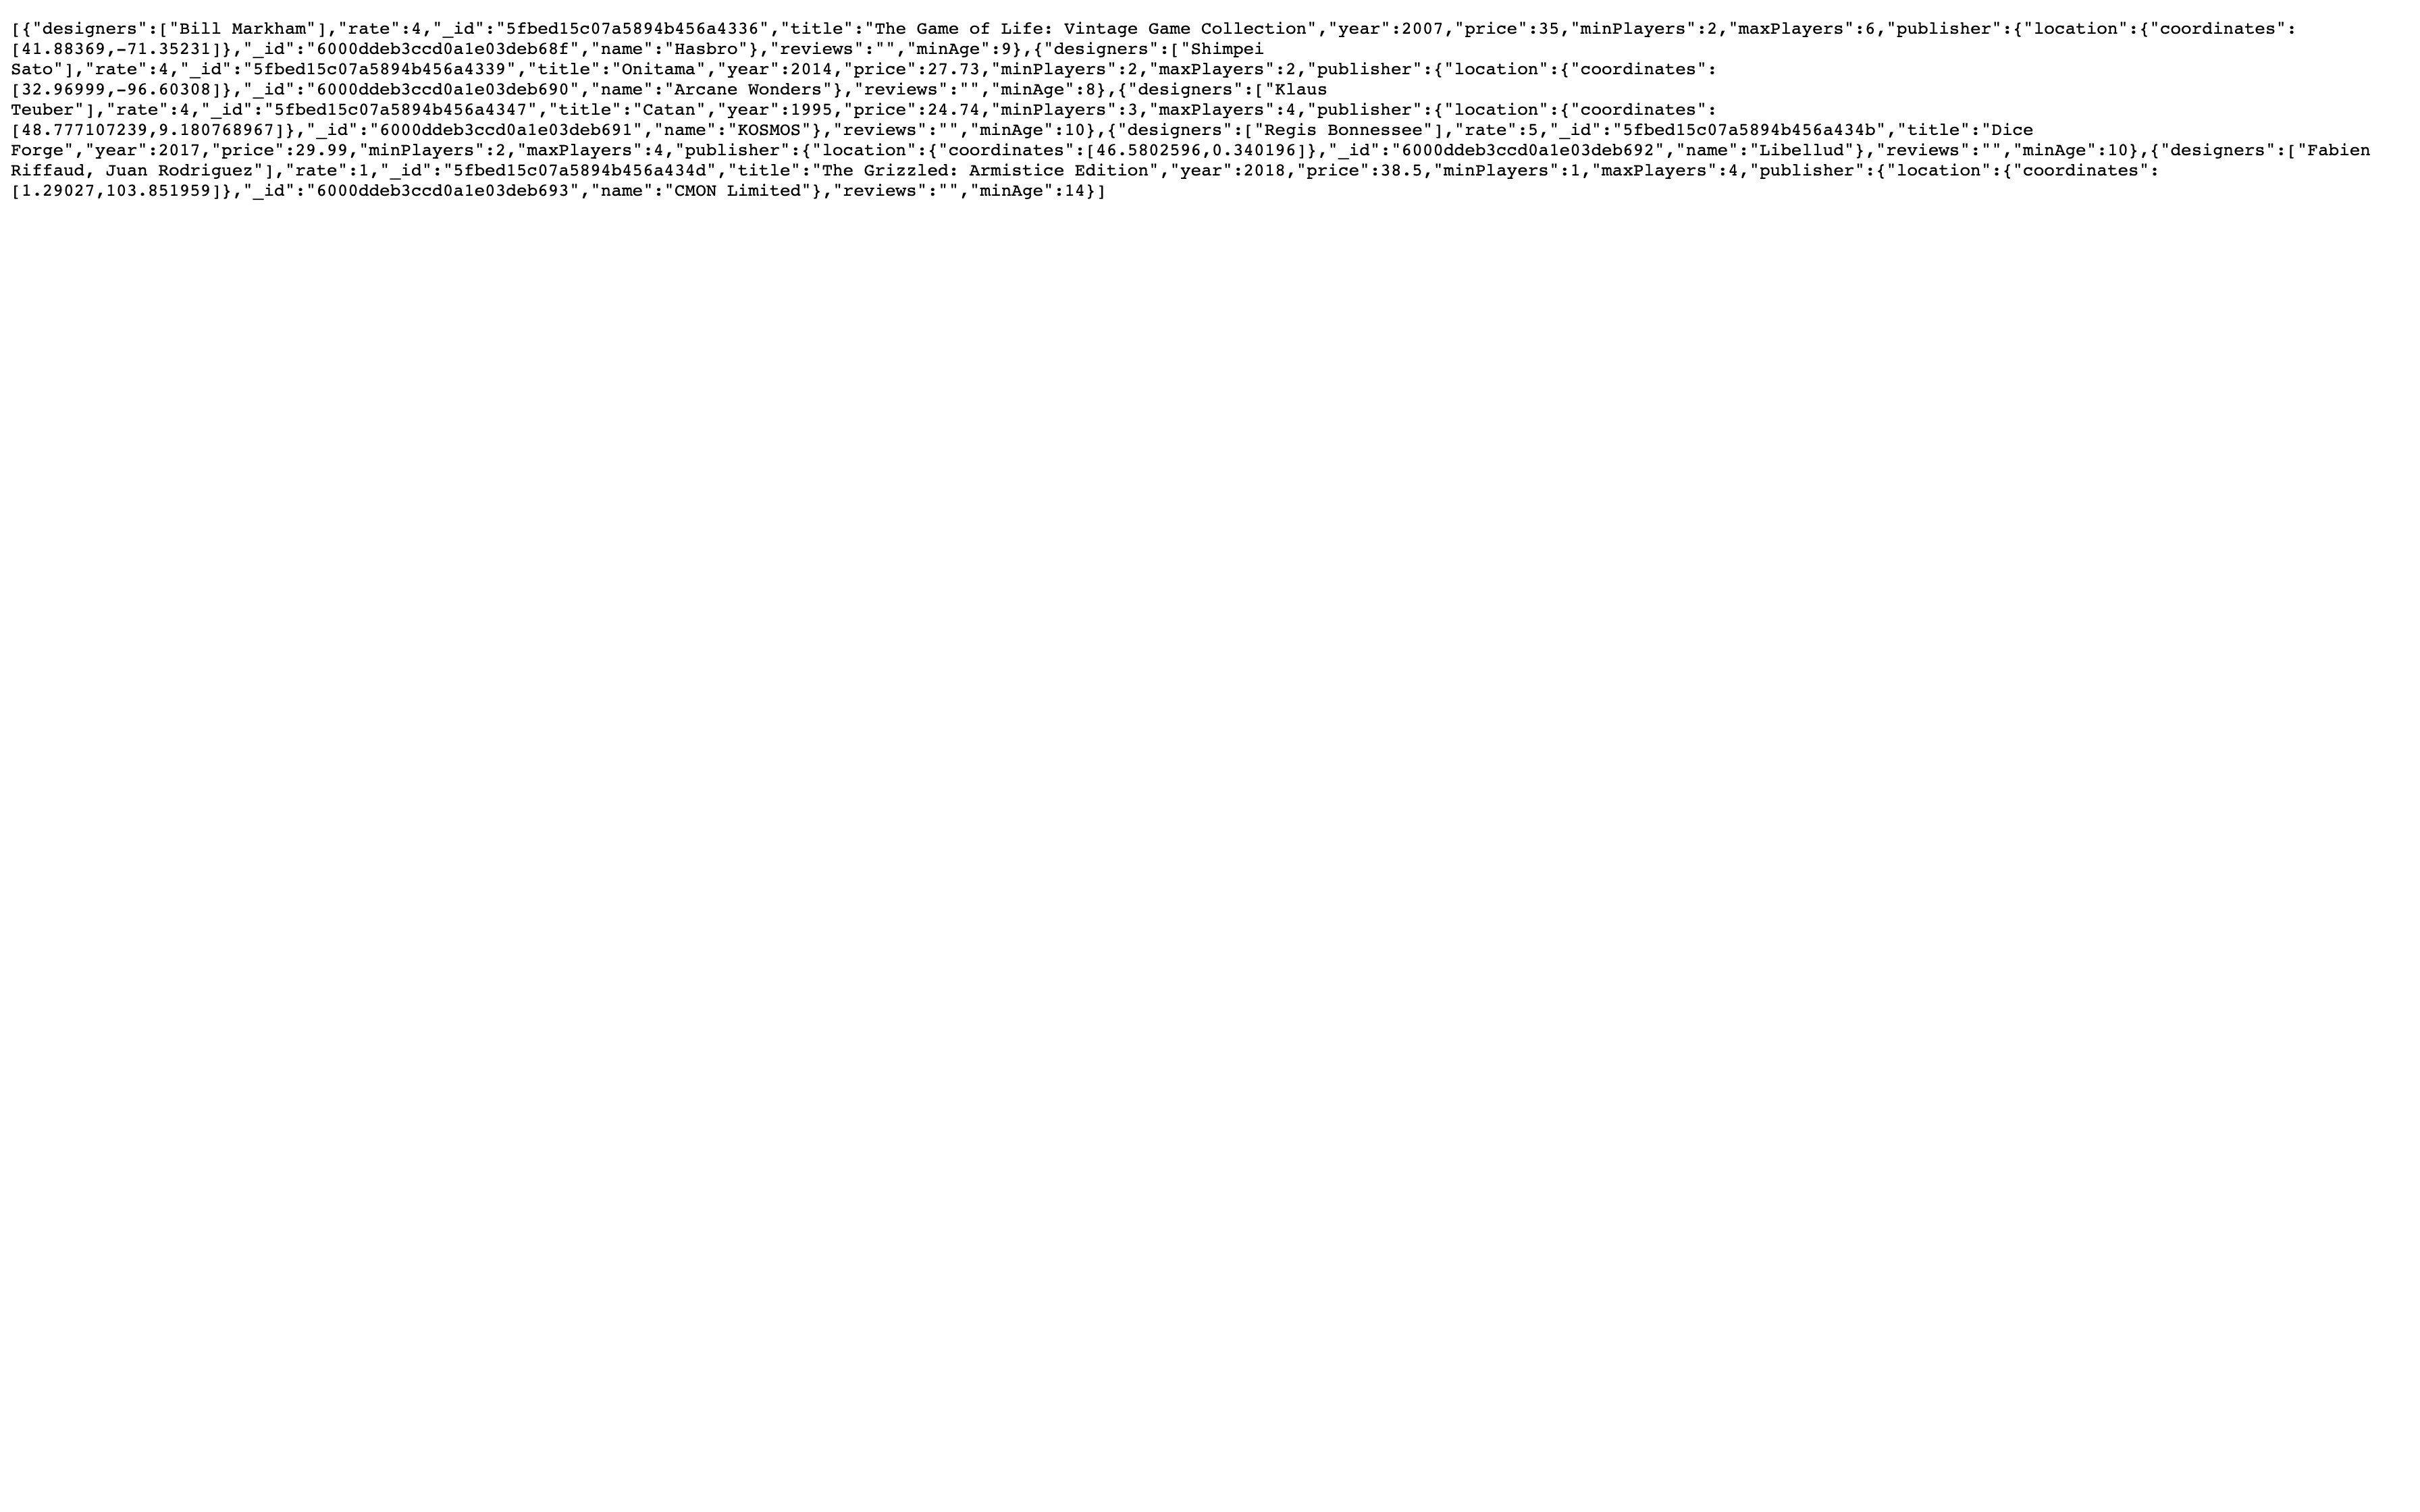 [{"designers":["Bill Markham"],"rate":4,"_id":"5fbed15c07a5894b456a4336","title":"The Game of Life: Vintage Game Collection","year":2007,"price":35,"minPlayers":2,"maxPlayers":6,"publisher":{"location":{"coordinates":
[41.88369,-71.35231]},"_id":"6000ddeb3ccd0a1e03deb68f","name":"Hasbro"},"reviews":"","minAge":9},{"designers":["Shimpei
Sato"],"rate":4,"_id":"5fbed15c07a5894b456a4339","title":"Onitama","year":2014,"price":27.73,"minPlayers":2,"maxPlayers":2,"publisher":{"location":{"coordinates":
[32.96999,-96.60308]},"_id":"6000ddeb3ccd0a1e03deb690","name":"Arcane Wonders"},"reviews":"","minAge":8},{"designers":["Klaus
Teuber"],"rate":4,"_id":"5fbed15c07a5894b456a4347","title":"Catan","year":1995,"price":24.74,"minPlayers":3,"maxPlayers":4,"publisher":{"location":{"coordinates":
[48.777107239,9.180768967]},"_id":"6000ddeb3ccd0a1e03deb691","name":"KOSMOS"},"reviews":"","minAge":10},{"designers":["Regis Bonnessee"],"rate":5,"_id":"5fbed15c07a5894b456a434b","title":"Dice
Forge","year":2017,"price":29.99,"minPlayers":2,"maxPlayers":4,"publisher":{"location":{"coordinates":[46.5802596,0.340196]},"_id":"6000ddeb3ccd0a1e03deb692","name":"Libellud"},"reviews":"","minAge":10},{"designers":["Fabien
Riffaud, Juan Rodriguez"],"rate":1,"_id":"5fbed15c07a5894b456a434d","title":"The Grizzled: Armistice Edition","year":2018,"price":38.5,"minPlayers":1,"maxPlayers":4,"publisher":{"location":{"coordinates":
[1.29027,103.851959]},"_id":"6000ddeb3ccd0a1e03deb693","name":"CMON Limited"},"reviews":"","minAge":14}]